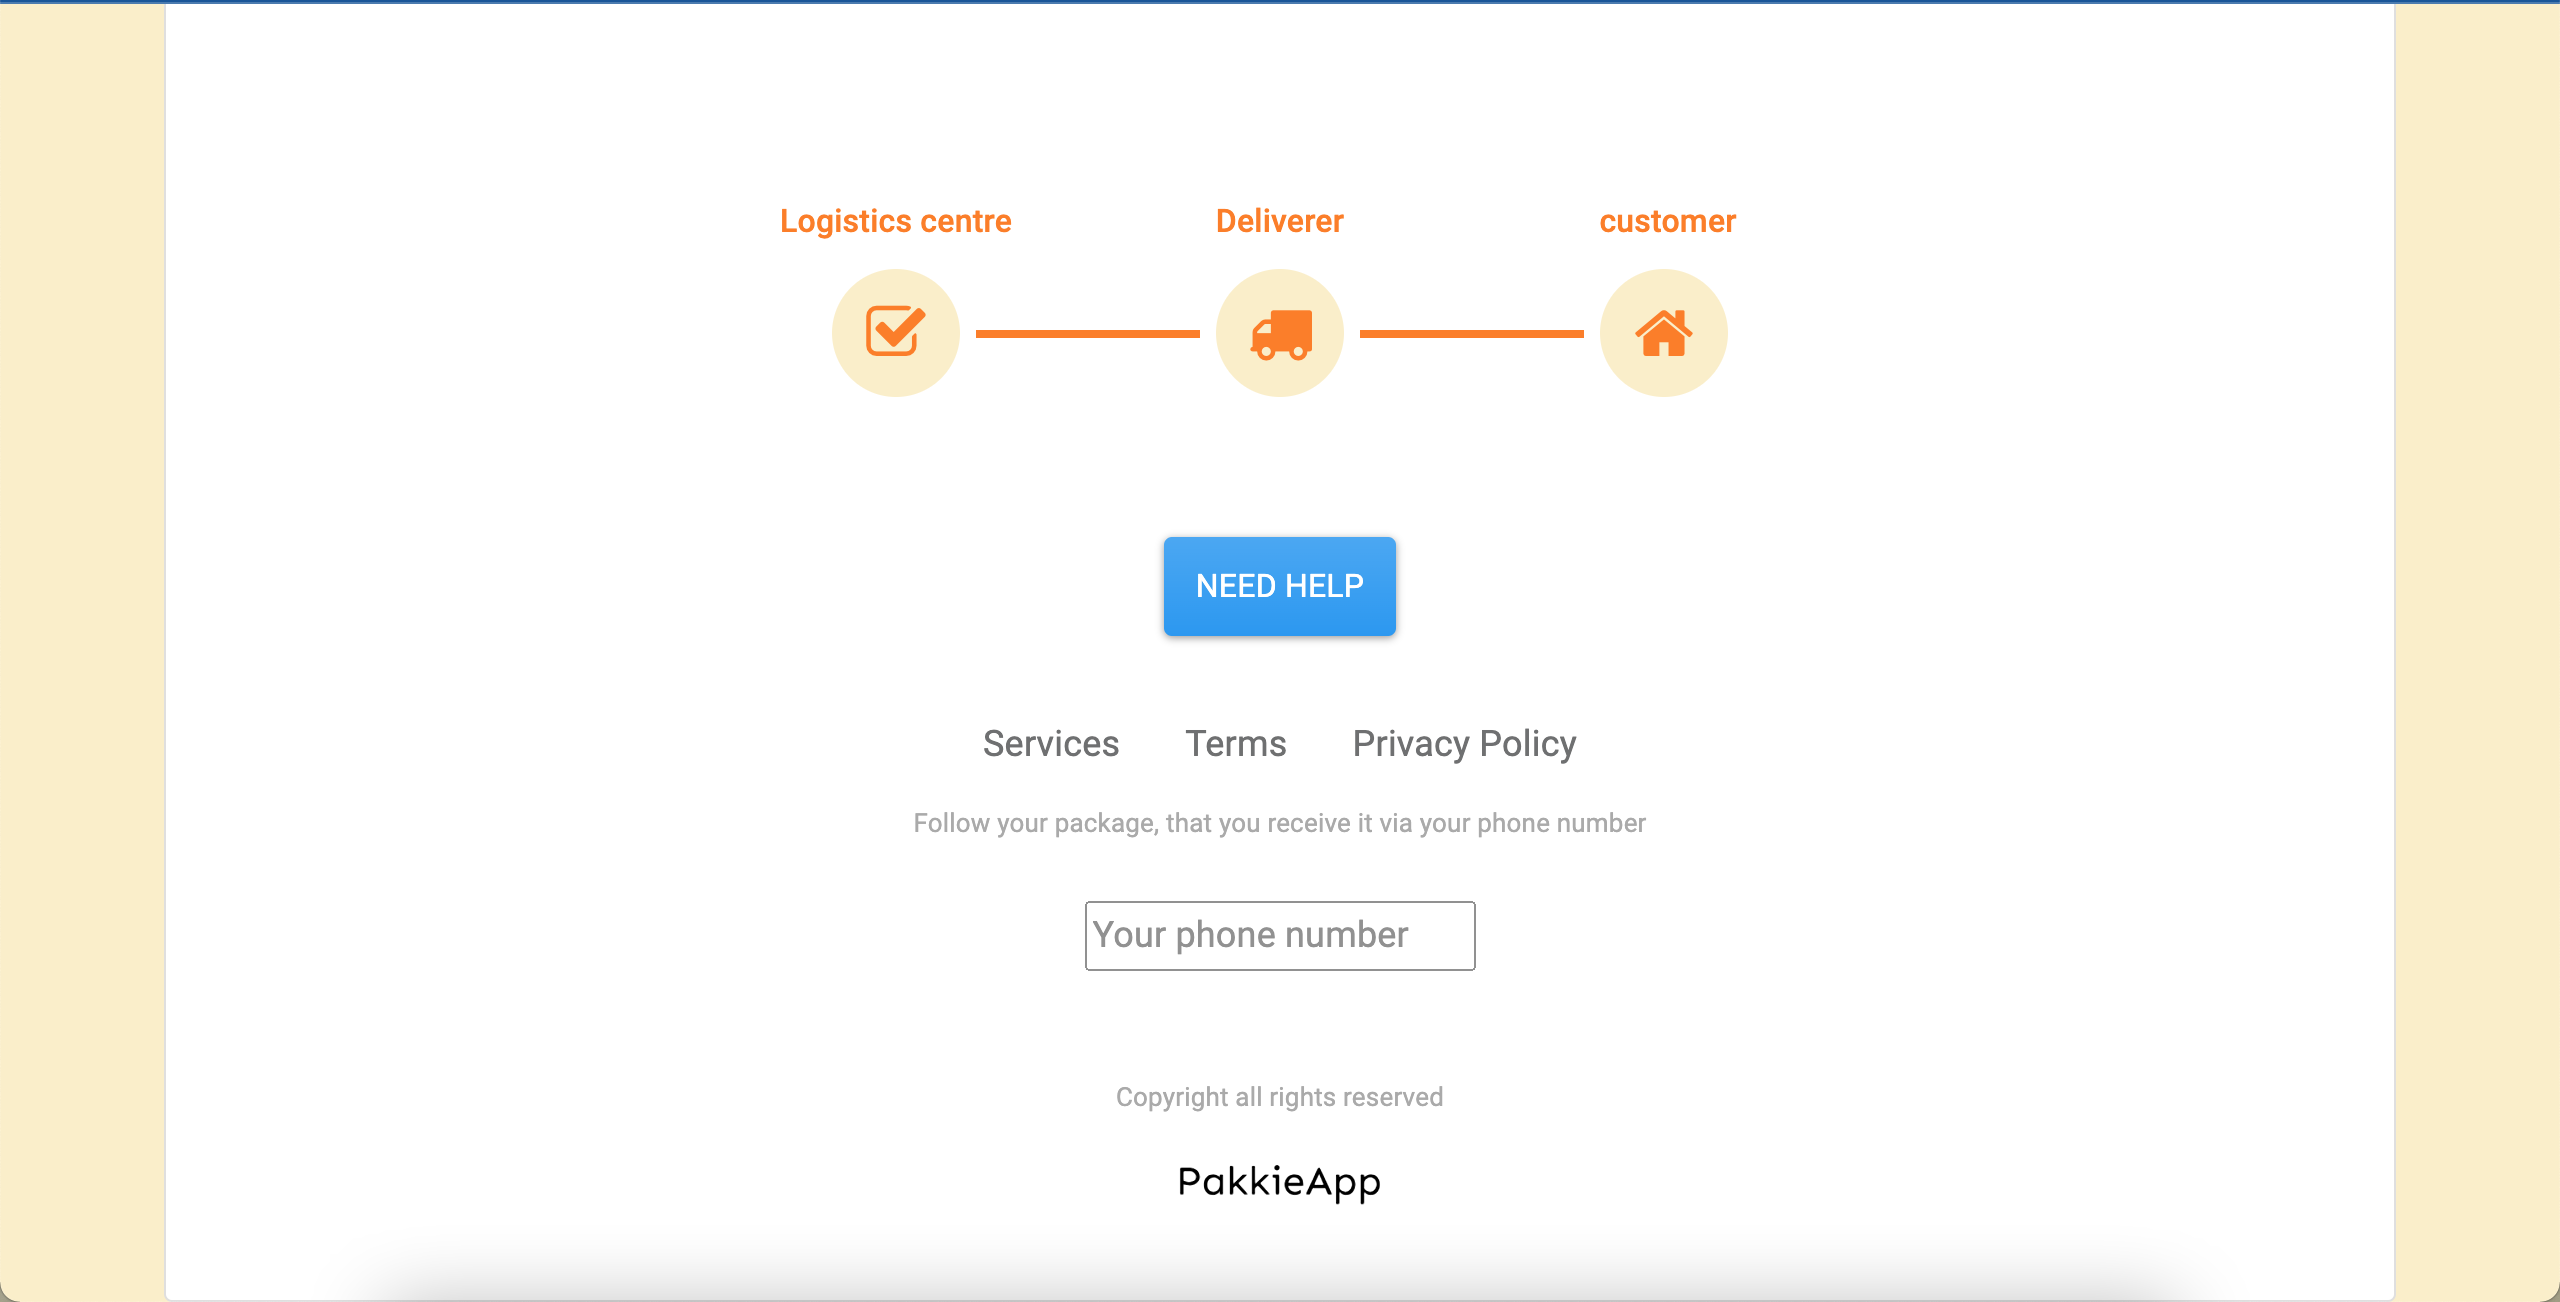 Logistics centre Deliverer customer
NEED HELP
Services Terms Privacy Policy
Follow your package, that you receive it via your phone number
Your phone number
Copyright all rights reserved
PakkieApp